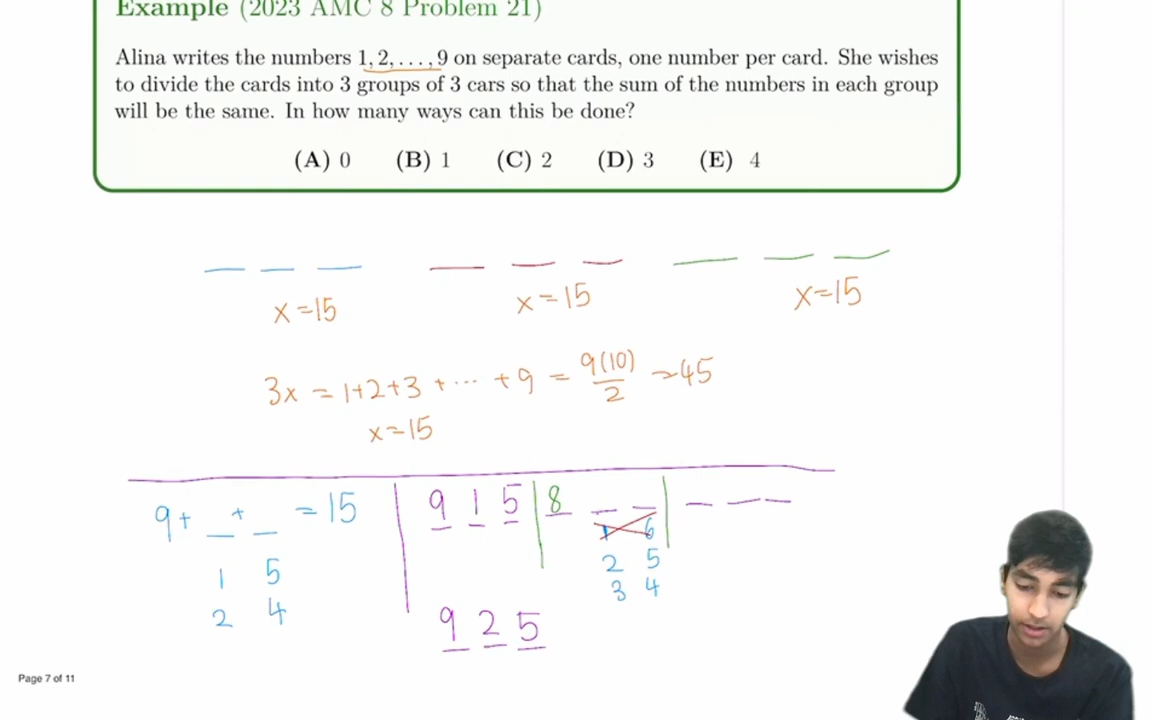 Example (2023 AMC 8 Problem 21)
Alina writes the numbers 1, 2, . . . , 9 on separate cards, one number per card. She wishes
to divide the cards into 3 groups of 3 cars so that the sum of the numbers in each group
will be the same. In how many ways can this be done?
(A) 0 (B) 1 (C) 2 (D) 3 (E) 4
x=15 x=15 x=15
3x = 1+2+3 + ... + 9 = 9(10)/2 = 45
x=15
9 + _ + _ = 15
1 5
2 4
9 1 5 | 8 _ _ | _ _ _
1 6
2 5
3 4
9 2 5
Page 7 of 11